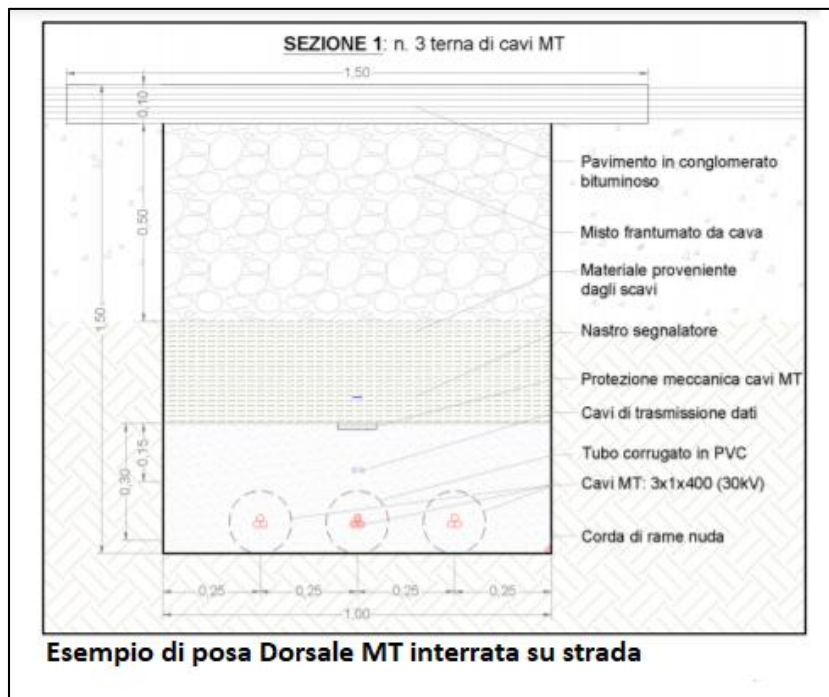 SEZIONE 1: n. 3 terna di cavi MT
1,50
0,10
Pavimento in conglomerato
bituminoso
0,50
Misto frantumato da cava
Materiale proveniente
dagli scavi
1,50
Nastro segnalatore
Protezione meccanica cavi MT
Cavi di trasmissione dati
0,15
0,30
Tubo corrugato in PVC
Cavi MT: 3x1x400 (30kV)
Corda di rame nuda
0,25
0,25
0,25
0,25
1,00
Esempio di posa Dorsale MT interrata su strada